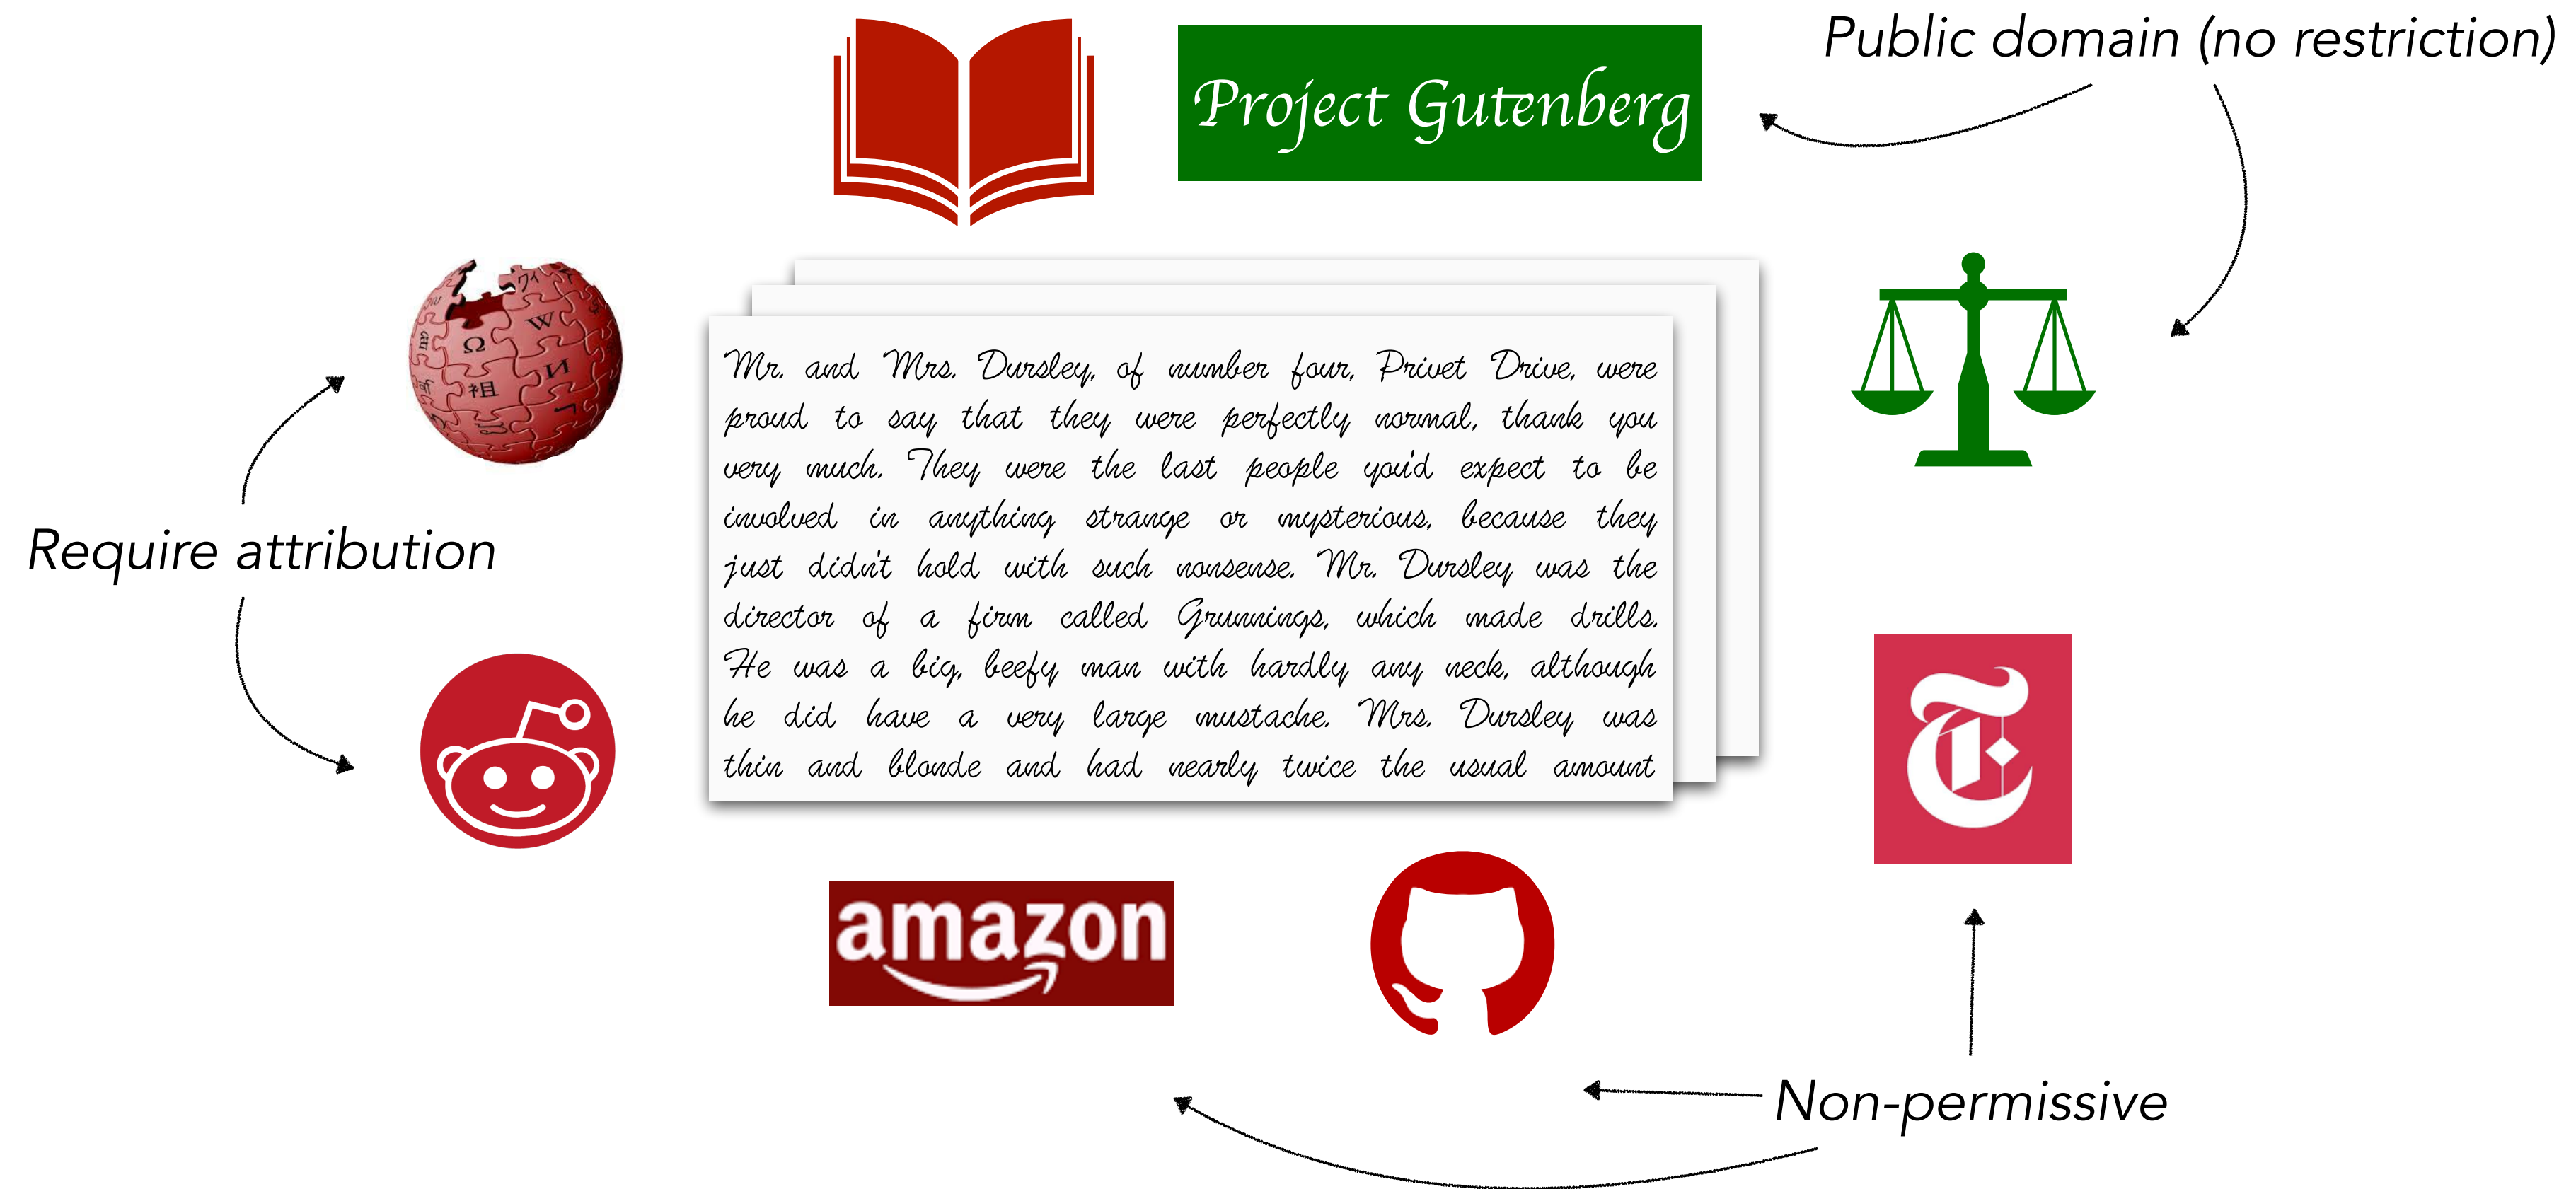 Public domain (no restriction)
Project Gutenberg
Mr. and Mrs. Dursley, of number four, Privet Drive, were
proud to say that they were perfectly normal, thank you
very much. They were the last people you'd expect to be
involved in anything strange or mysterious, because they
just didn't hold with such nonsense. Mr. Dursley was the
director of a firm called Grunnings, which made drills.
He was a big, beefy man with hardly any neck, although
he did have a very large mustache. Mrs. Dursley was
thin and blonde and had nearly twice the usual amount
Ω
W
И
祖
Require attribution
T
amazon
Non-permissive